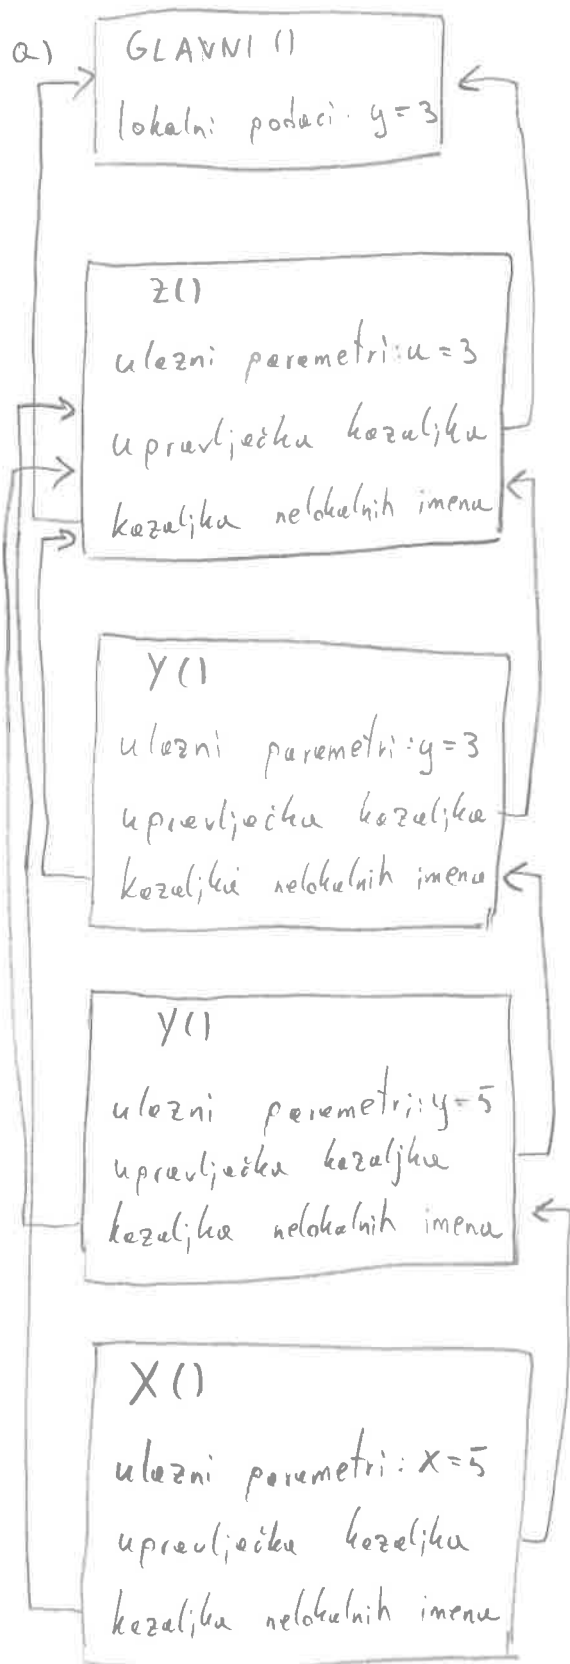 a)
GLAVNI ()
lokalni podaci: y = 3
Z()
ulazni parametri: u = 3
upravljačka kazaljka
kazaljka nelokalnih imena
Y()
ulazni parametri: y = 3
upravljačka kazaljka
kazaljka nelokalnih imena
Y()
ulazni parametri: y = 5
upravljačka kazaljka
kazaljka nelokalnih imena
X()
ulazni parametri: x = 5
upravljačka kazaljka
kazaljka nelokalnih imena